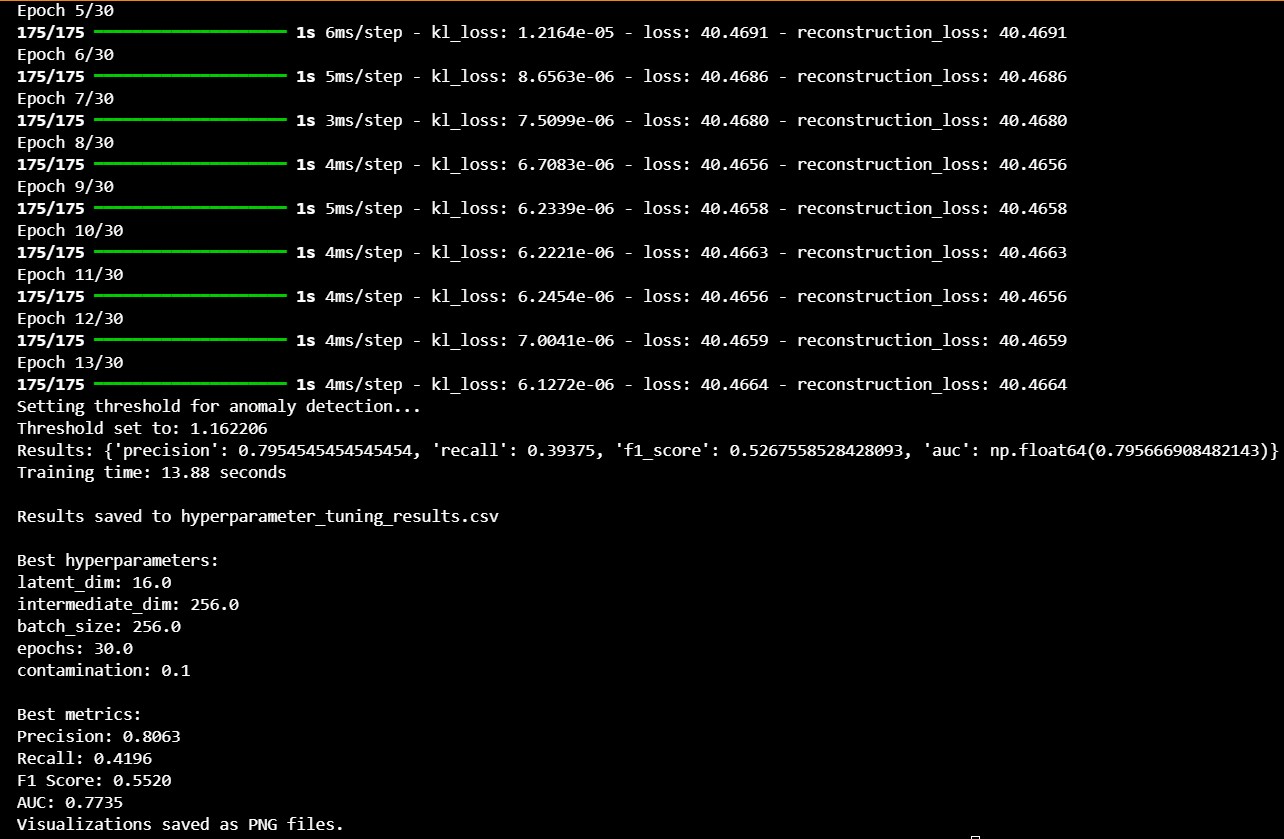 Epoch 5/30
175/175 ━━━━━━━━━━━━━━━━━━━━ 1s 6ms/step - kl_loss: 1.2164e-05 - loss: 40.4691 - reconstruction_loss: 40.4691
Epoch 6/30
175/175 ━━━━━━━━━━━━━━━━━━━━ 1s 5ms/step - kl_loss: 8.6563e-06 - loss: 40.4686 - reconstruction_loss: 40.4686
Epoch 7/30
175/175 ━━━━━━━━━━━━━━━━━━━━ 1s 3ms/step - kl_loss: 7.5099e-06 - loss: 40.4680 - reconstruction_loss: 40.4680
Epoch 8/30
175/175 ━━━━━━━━━━━━━━━━━━━━ 1s 4ms/step - kl_loss: 6.7083e-06 - loss: 40.4656 - reconstruction_loss: 40.4656
Epoch 9/30
175/175 ━━━━━━━━━━━━━━━━━━━━ 1s 5ms/step - kl_loss: 6.2339e-06 - loss: 40.4658 - reconstruction_loss: 40.4658
Epoch 10/30
175/175 ━━━━━━━━━━━━━━━━━━━━ 1s 4ms/step - kl_loss: 6.2221e-06 - loss: 40.4663 - reconstruction_loss: 40.4663
Epoch 11/30
175/175 ━━━━━━━━━━━━━━━━━━━━ 1s 4ms/step - kl_loss: 6.2454e-06 - loss: 40.4656 - reconstruction_loss: 40.4656
Epoch 12/30
175/175 ━━━━━━━━━━━━━━━━━━━━ 1s 4ms/step - kl_loss: 7.0041e-06 - loss: 40.4659 - reconstruction_loss: 40.4659
Epoch 13/30
175/175 ━━━━━━━━━━━━━━━━━━━━ 1s 4ms/step - kl_loss: 6.1272e-06 - loss: 40.4664 - reconstruction_loss: 40.4664
Setting threshold for anomaly detection...
Threshold set to: 1.162206
Results: {'precision': 0.7954545454545454, 'recall': 0.39375, 'f1_score': 0.5267558528428093, 'auc': np.float64(0.795666908482143)}
Training time: 13.88 seconds

Results saved to hyperparameter_tuning_results.csv

Best hyperparameters:
latent_dim: 16.0
intermediate_dim: 256.0
batch_size: 256.0
epochs: 30.0
contamination: 0.1

Best metrics:
Precision: 0.8063
Recall: 0.4196
F1 Score: 0.5520
AUC: 0.7735
Visualizations saved as PNG files.